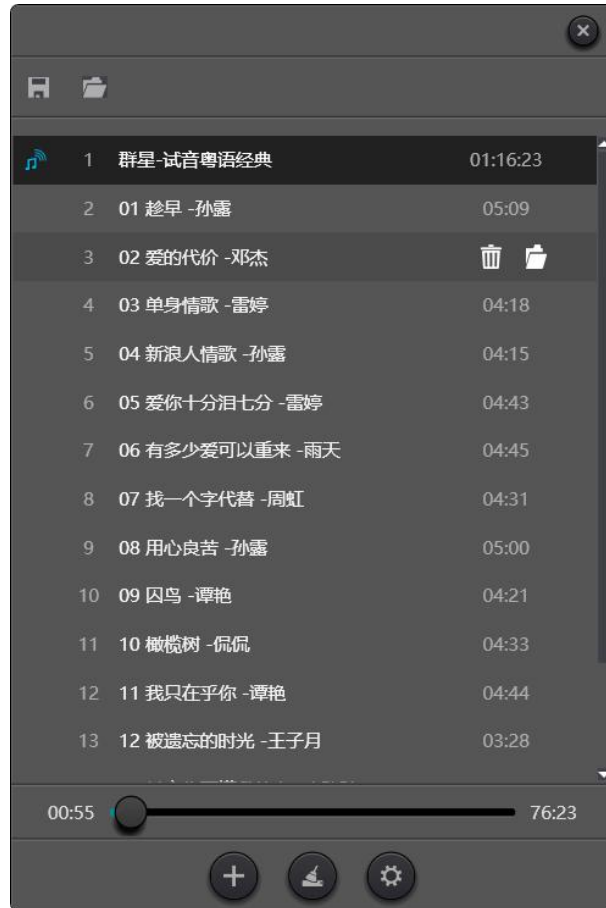 1 群星-试音粤语经典 01:16:23
2 01 趁早 -孙露 05:09
3 02 爱的代价 -邓杰
4 03 单身情歌 -雷婷 04:18
5 04 新浪人情歌 -孙露 04:15
6 05 爱你十分泪七分 -雷婷 04:43
7 06 有多少爱可以重来 -雨天 04:45
8 07 找一个字代替 -周虹 04:31
9 08 用心良苦 -孙露 05:00
10 09 囚鸟 -谭艳 04:21
11 10 橄榄树 -侃侃 04:33
12 11 我只在乎你 -谭艳 04:44
13 12 被遗忘的时光 -王子月 03:28
00:55 76:23